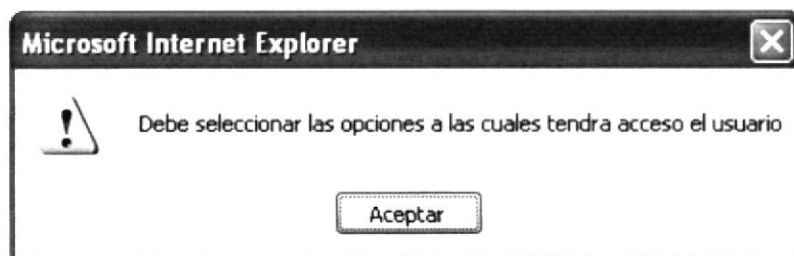 Microsoft Internet Explorer
Debe seleccionar las opciones a las cuales tendra acceso el usuario
Aceptar